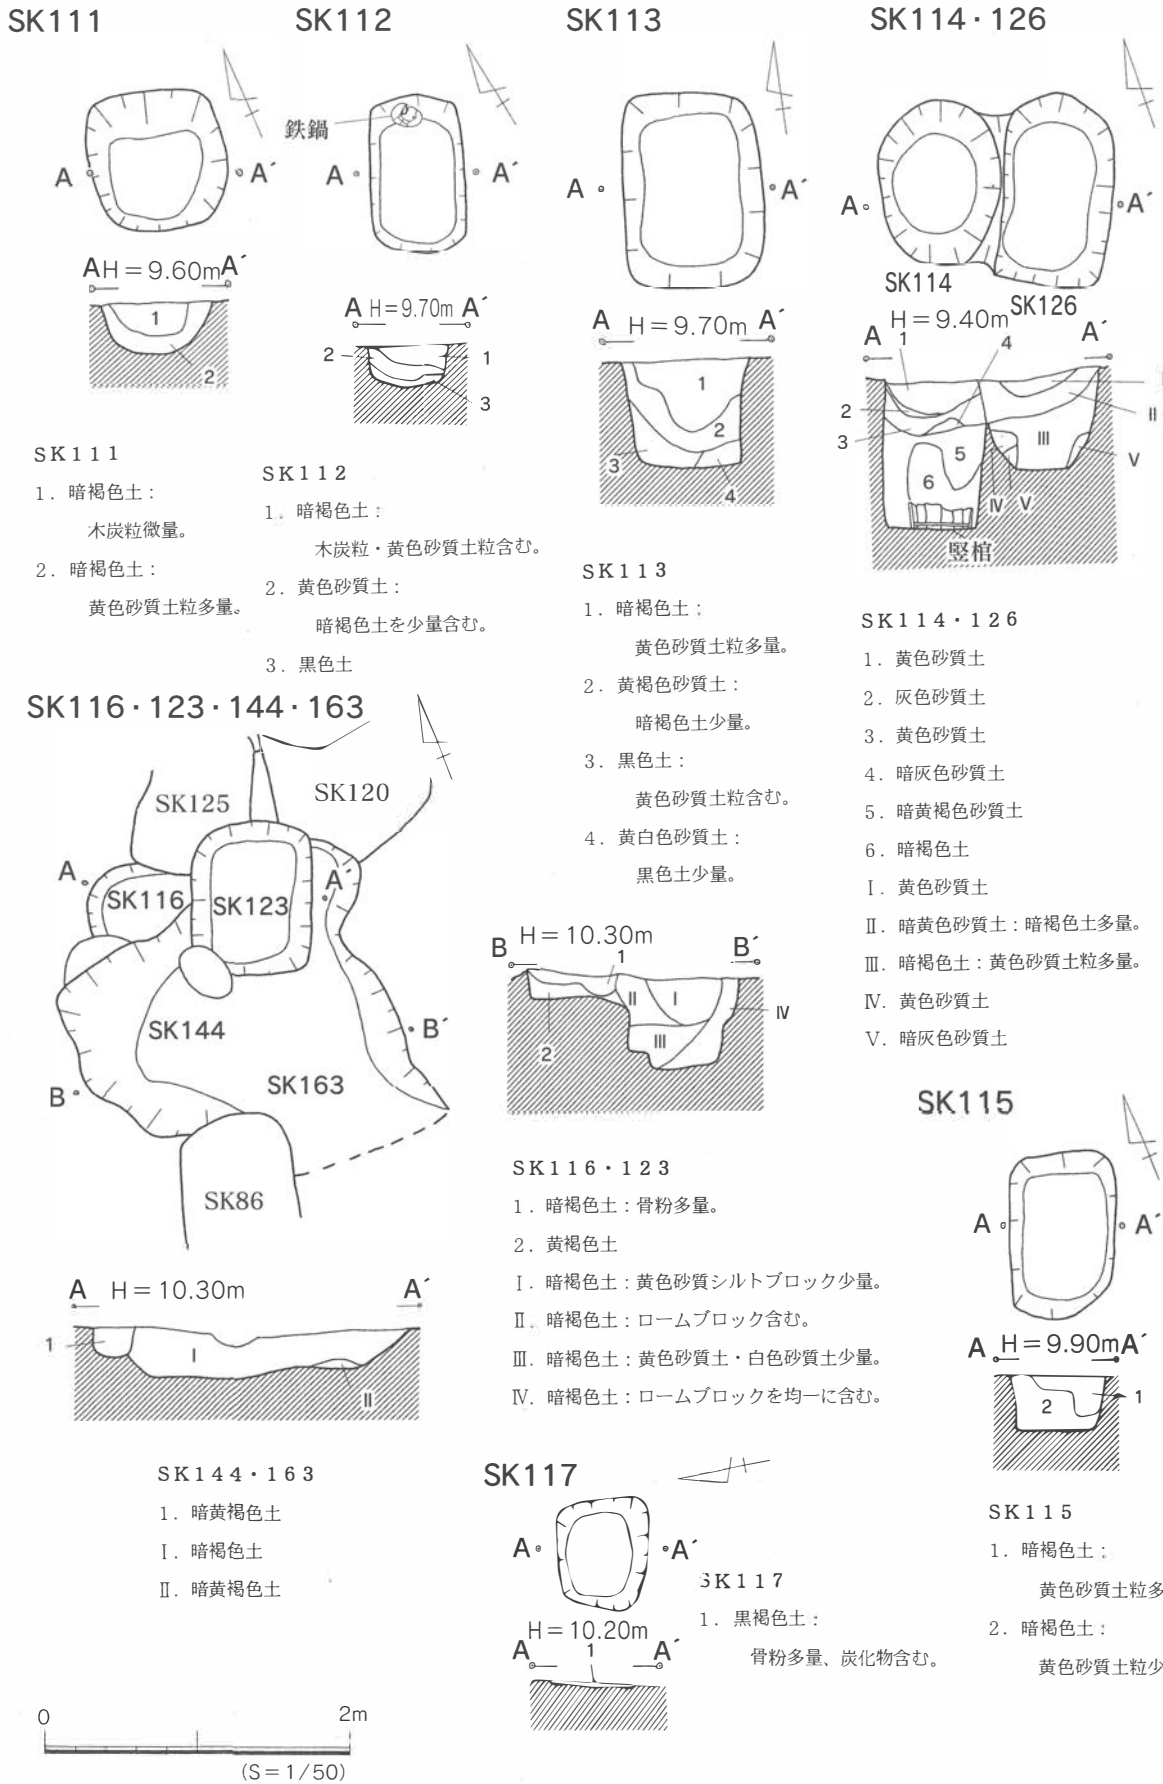 SK111
SK112
SK113
SK114・126
鉄鍋
A
A´
A
A´
A
A´
A
A´
SK114
SK126
A H＝9.60m A´
1
2
A H＝9.70m A´
2
1
3
A H＝9.70m A´
1
2
3
4
A H＝9.40m A´
1
4
2
3
5
6
Ⅱ
Ⅲ
Ⅳ
Ⅴ
Ⅴ
竪棺
SK111
1．暗褐色土：
木炭粒微量。
2．暗褐色土：
黄色砂質土粒多量。
SK112
1．暗褐色土：
木炭粒・黄色砂質土粒含む。
2．黄色砂質土：
暗褐色土を少量含む。
3．黒色土
SK113
1．暗褐色土：
黄色砂質土粒多量。
2．黄褐色砂質土：
暗褐色土少量。
3．黒色土：
黄色砂質土粒含む。
4．黄白色砂質土：
黒色土少量。
SK114・126
1．黄色砂質土
2．灰色砂質土
3．黄色砂質土
4．暗灰色砂質土
5．暗黄褐色砂質土
6．暗褐色土
Ⅰ．黄色砂質土
Ⅱ．暗黄色砂質土：暗褐色土多量。
Ⅲ．暗褐色土：黄色砂質土粒多量。
Ⅳ．黄色砂質土
Ⅴ．暗灰色砂質土
SK116・123・144・163
SK125
SK120
A
A´
SK116
SK123
SK144
B´
B
SK163
SK86
B H＝10.30m B´
1
Ⅱ
Ⅰ
Ⅳ
2
Ⅲ
A H＝10.30m A´
1
Ⅰ
Ⅱ
SK116・123
1．暗褐色土：骨粉多量。
2．黄褐色土
Ⅰ．暗褐色土：黄色砂質シルトブロック少量。
Ⅱ．暗褐色土：ロームブロック含む。
Ⅲ．暗褐色土：黄色砂質土・白色砂質土少量。
Ⅳ．暗褐色土：ロームブロックを均一に含む。
SK144・163
1．暗黄褐色土
Ⅰ．暗褐色土
Ⅱ．暗黄褐色土
SK115
A
A´
A H＝9.90m A´
2
1
SK115
1．暗褐色土：
黄色砂質土粒多
2．暗褐色土：
黄色砂質土粒少
SK117
A
A´
H＝10.20m
A 1 A´
SK117
1．黒褐色土：
骨粉多量、炭化物含む。
0 2m
(S＝1/50)